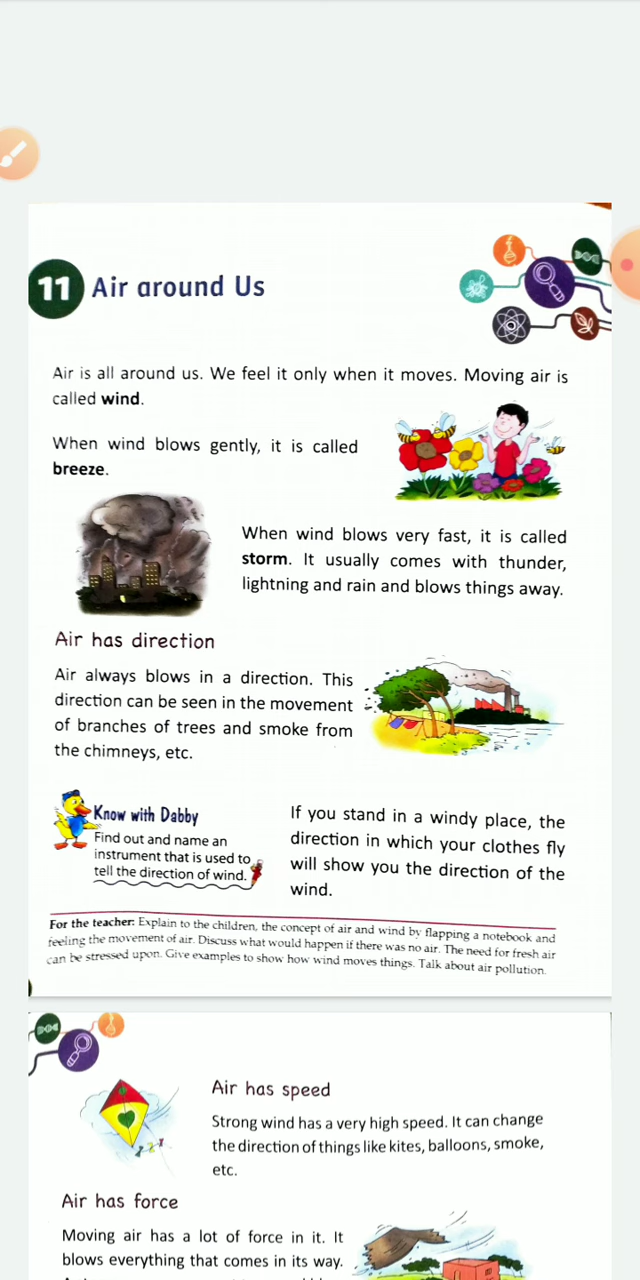 11 Air around Us
Air is all around us. We feel it only when it moves. Moving air is
called wind.
When wind blows gently, it is called
breeze.
When wind blows very fast, it is called
storm. It usually comes with thunder,
lightning and rain and blows things away.
Air has direction
Air always blows in a direction. This
direction can be seen in the movement
of branches of trees and smoke from
the chimneys, etc.
Know with Dabby
Find out and name an
instrument that is used to
tell the direction of wind.
If you stand in a windy place, the
direction in which your clothes fly
will show you the direction of the
wind.
For the teacher: Explain to the children, the concept of air and wind by flapping a notebook and
feeling the movement of air. Discuss what would happen if there was no air. The need for fresh air
can be stressed upon. Give examples to show how wind moves things. Talk about air pollution.
Air has speed
Strong wind has a very high speed. It can change
the direction of things like kites, balloons, smoke,
etc.
Air has force
Moving air has a lot of force in it. It
blows everything that comes in its way.